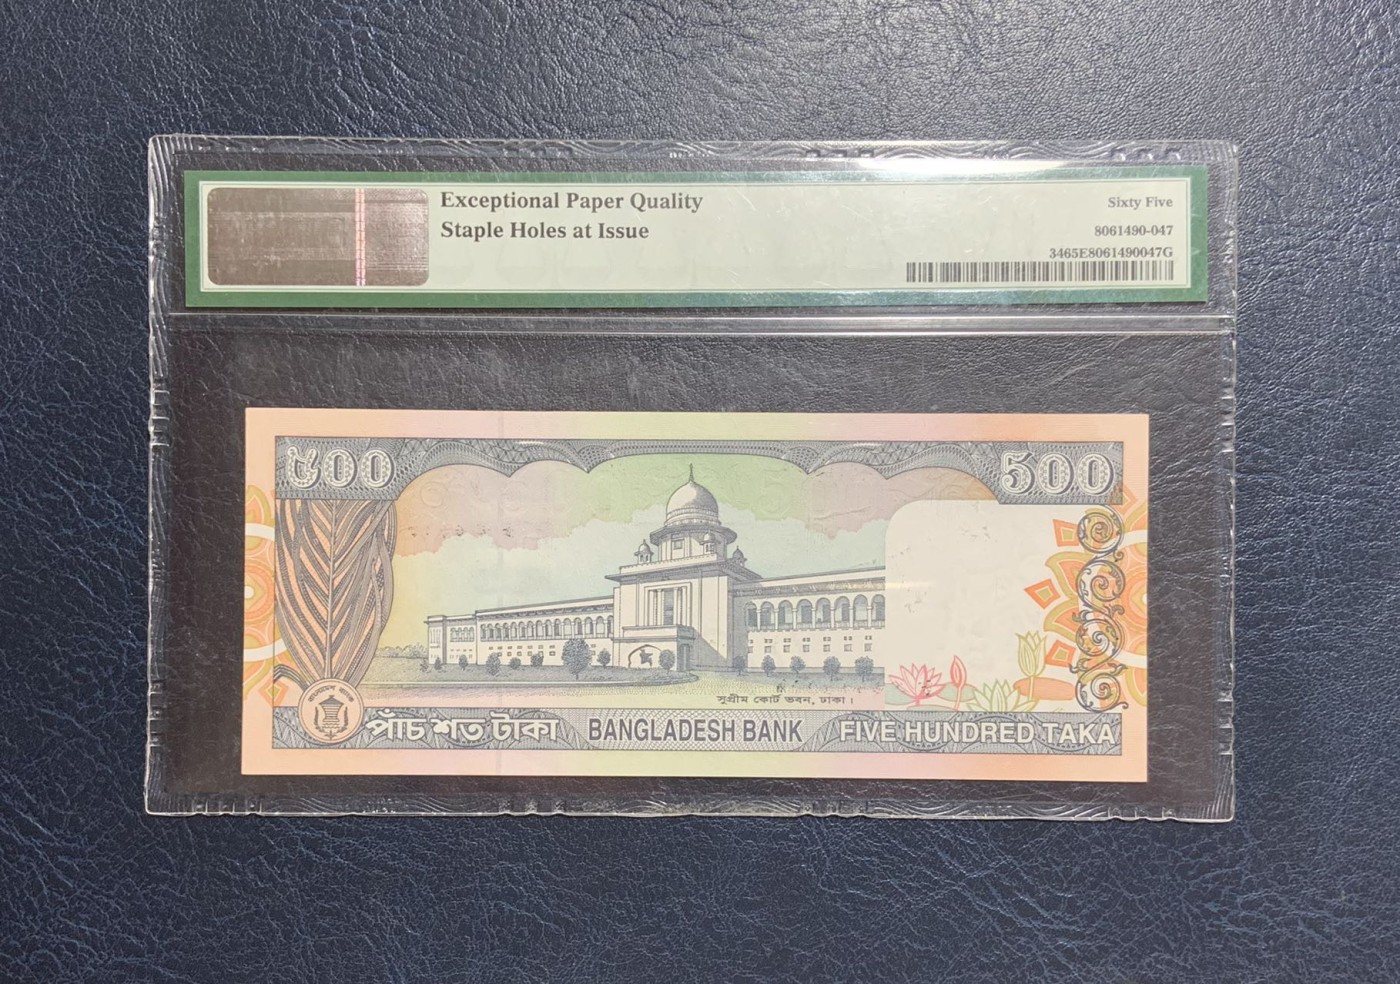 Exceptional Paper Quality
Staple Holes at Issue
Sixty Five
8061490-047
3465E8061490047G
৫০০
500
সুপ্রীম কোর্ট ভবন, ঢাকা।
বাংলাদেশ ব্যাংক
পাঁচ শত টাকা BANGLADESH BANK FIVE HUNDRED TAKA